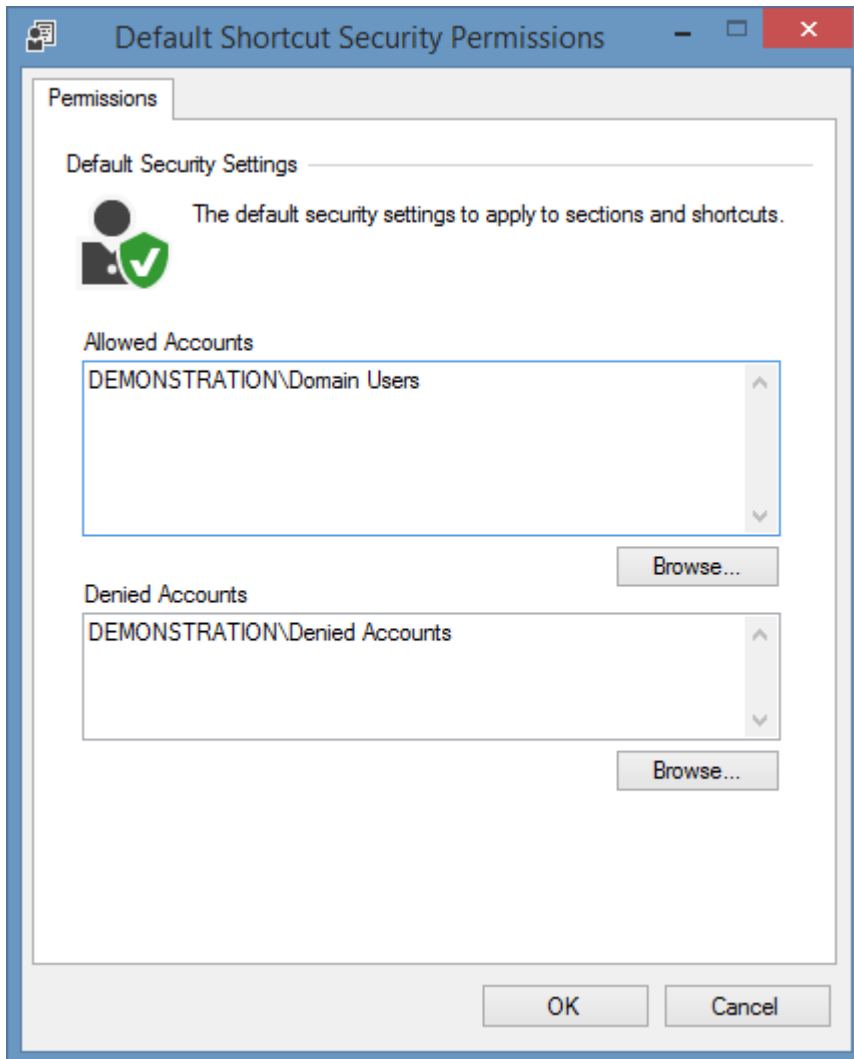 Default Shortcut Security Permissions
Permissions
Default Security Settings
The default security settings to apply to sections and shortcuts.
Allowed Accounts
DEMONSTRATION\Domain Users
Browse...
Denied Accounts
DEMONSTRATION\Denied Accounts
Browse...
OK
Cancel